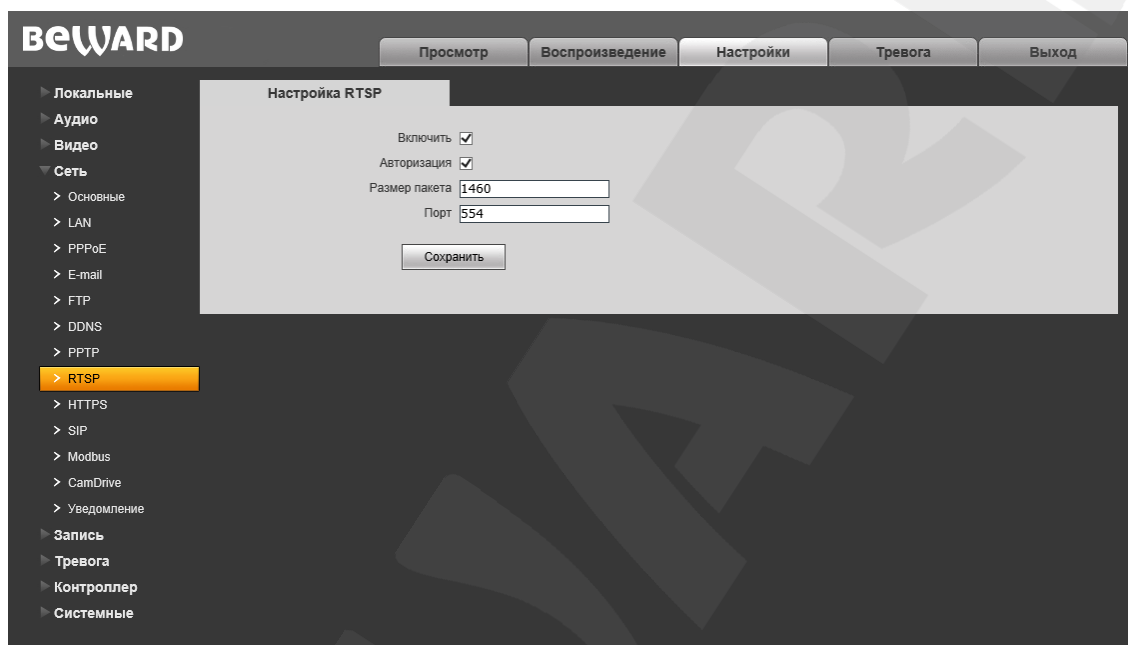 BEWARD
Просмотр
Воспроизведение
Настройки
Тревога
Выход
Локальные
Аудио
Видео
Сеть
Основные
LAN
PPPoE
E-mail
FTP
DDNS
PPTP
RTSP
HTTPS
SIP
Modbus
CamDrive
Уведомление
Запись
Тревога
Контроллер
Системные
Настройка RTSP
Включить
Авторизация
Размер пакета 1460
Порт 554
Сохранить